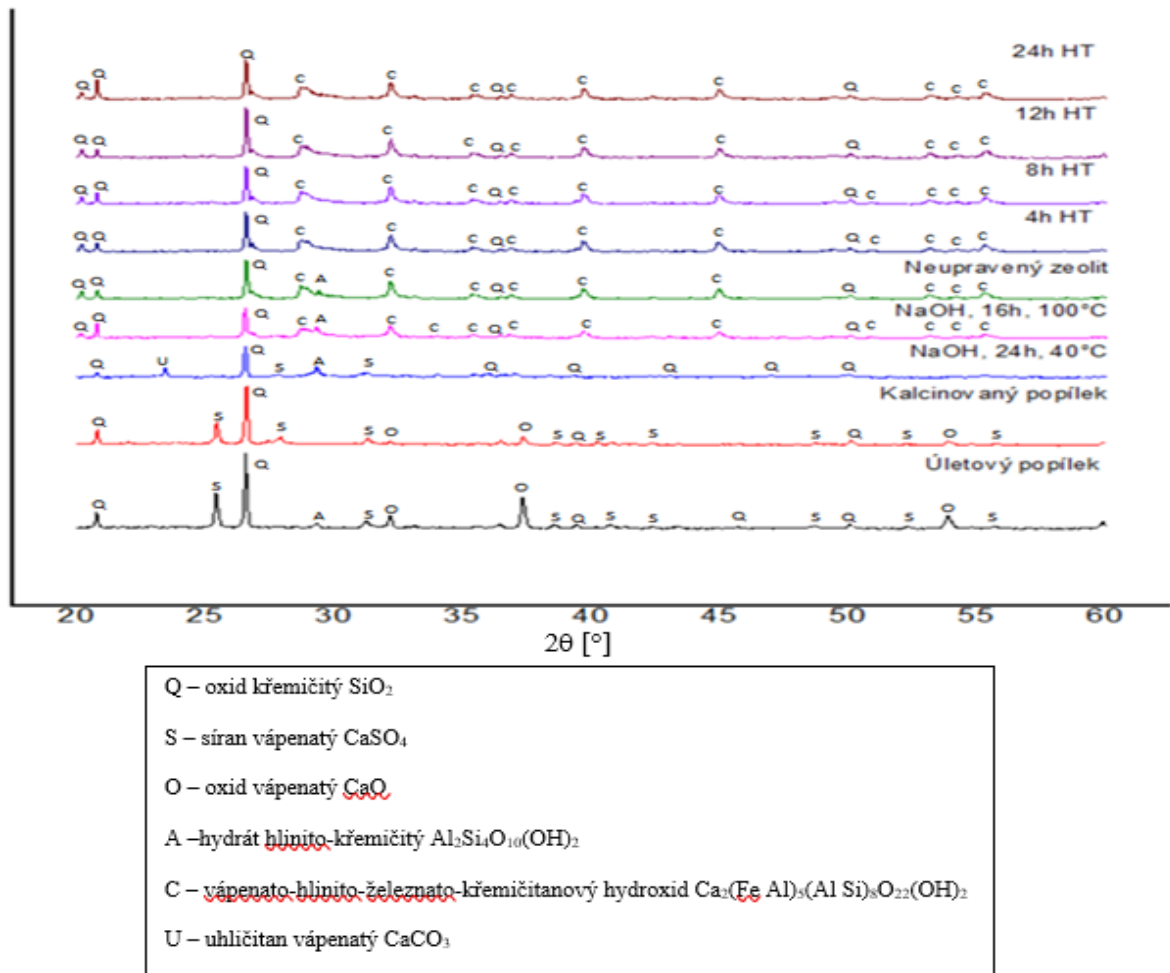 Q Q Q C C C Q C C C Q C C C
24h HT
Q Q Q C C C Q C C C Q C C C
12h HT
Q Q Q C C C Q C C C Q C C C C
8h HT
Q Q Q C C C Q C C C Q C C C C
4h HT
Q Q Q C A C C Q C C C Q C C C
Neupravený zeolit
Q Q Q C A C C Q C C C Q C C C C
NaOH, 16h, 100°C
Q U Q S A S Q Q Q Q Q
NaOH, 24h, 40°C
Q S Q S S O O S Q S S S Q S O S
Kalcinovaný popílek
Q S Q A S O O S Q S S Q S Q S O S
Úletový popílek
20 25 30 35 40 45 50 55 60
2θ [°]
Q – oxid křemičitý SiO₂
S – síran vápenatý CaSO₄
O – oxid vápenatý CaO
A –hydrát hlinito-křemičitý Al₂Si₄O₁₀(OH)₂
C – vápenato-hlinito-železnato-křemičitanový hydroxid Ca₂(Fe Al)₅(Al Si)₈O₂₂(OH)₂
U – uhličitan vápenatý CaCO₃